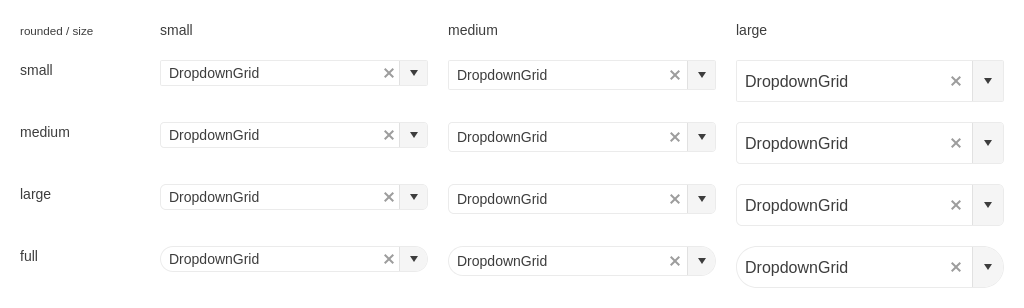 rounded / size small medium large
small DropdownGrid DropdownGrid DropdownGrid
medium DropdownGrid DropdownGrid DropdownGrid
large DropdownGrid DropdownGrid DropdownGrid
full DropdownGrid DropdownGrid DropdownGrid